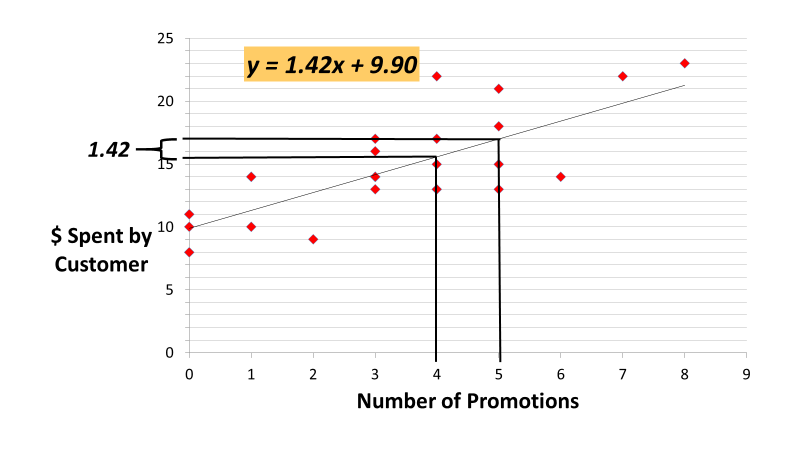 25
y = 1.42x + 9.90
20
1.42
15
10
$ Spent by
Customer
5
0
0 1 2 3 4 5 6 7 8 9
Number of Promotions